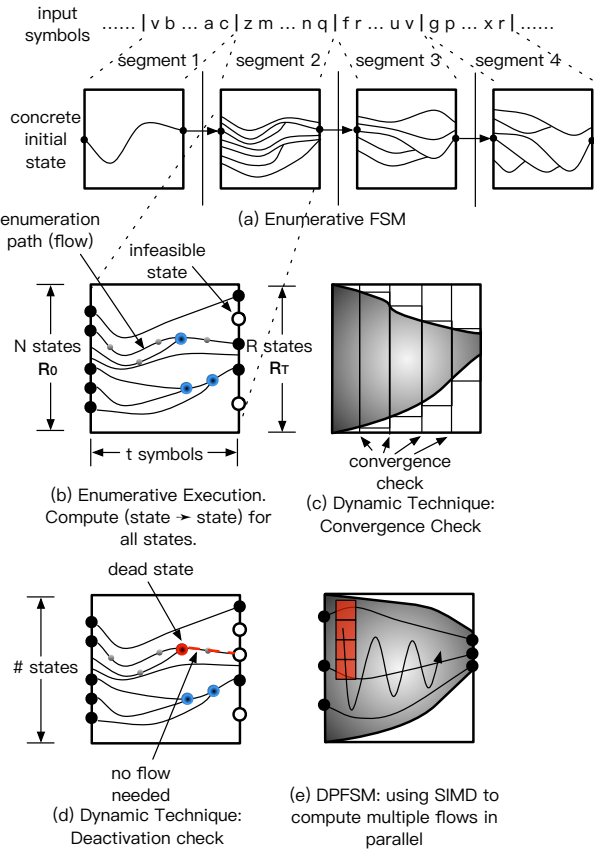 input symbols
...... | v b ... a c | z m ... n q | f r ... u v | g p ... x r | ......
segment 1
segment 2
segment 3
segment 4
concrete
initial
state
(a) Enumerative FSM
enumeration
path (flow)
infeasible
state
N states
R0
R states
RT
t symbols
convergence
check
(b) Enumerative Execution.
Compute (state → state) for
all states.
(c) Dynamic Technique:
Convergence Check
dead state
# states
no flow
needed
(d) Dynamic Technique:
Deactivation check
(e) DPFSM: using SIMD to
compute multiple flows in
parallel